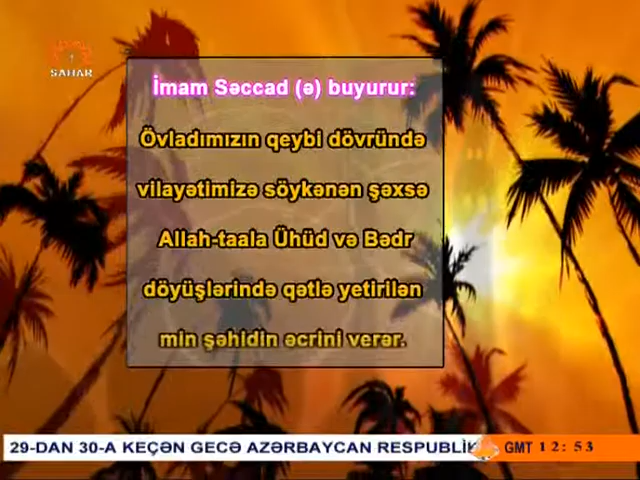 SAHAR
İmam Səccad (ə) buyurur:
Övladımızın qeybi dövründə
vilayətimizə söykənən şəxsə
Allah-taala Ühüd və Bədr
döyüşlərində qətlə yetirilən
min şəhidin əcrini verər.
29-DAN 30-A KEÇƏN GECƏ AZƏRBAYCAN RESPUBLİK
GMT 12:53